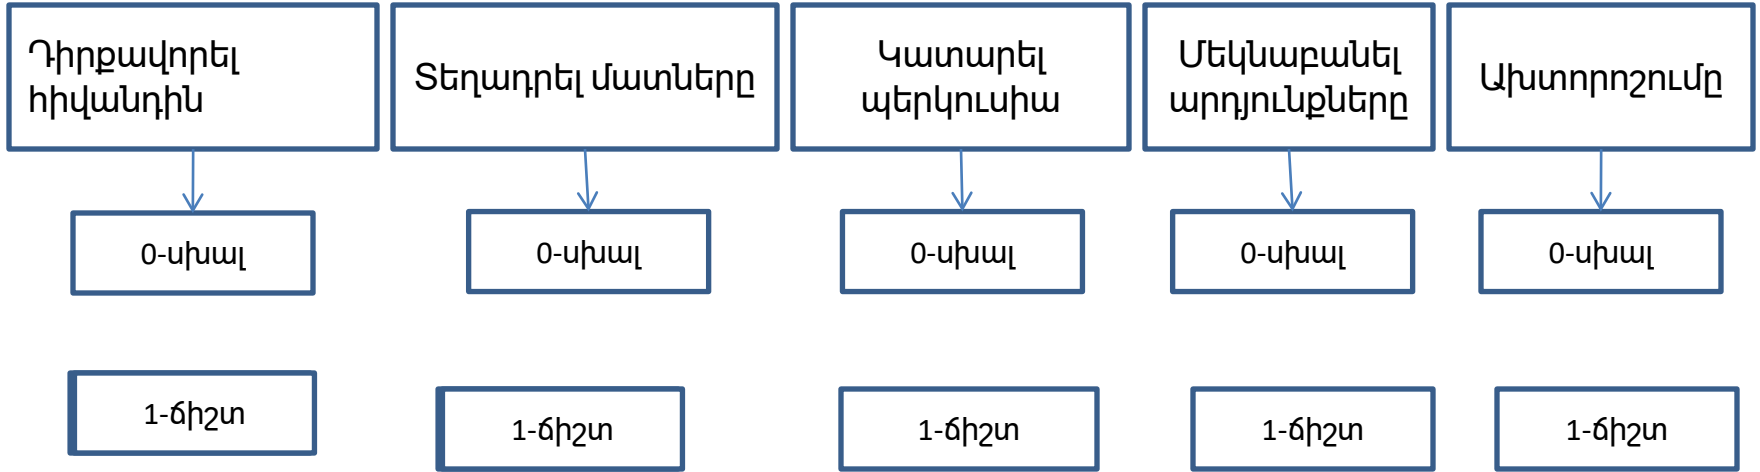 Դիրքավորել
հիվանդին
Տեղադրել մատները
Կատարել
պերկուսիա
Մեկնաբանել
արդյունքները
Ախտորոշումը
0-սխալ
0-սխալ
0-սխալ
0-սխալ
0-սխալ
1-ճիշտ
1-ճիշտ
1-ճիշտ
1-ճիշտ
1-ճիշտ